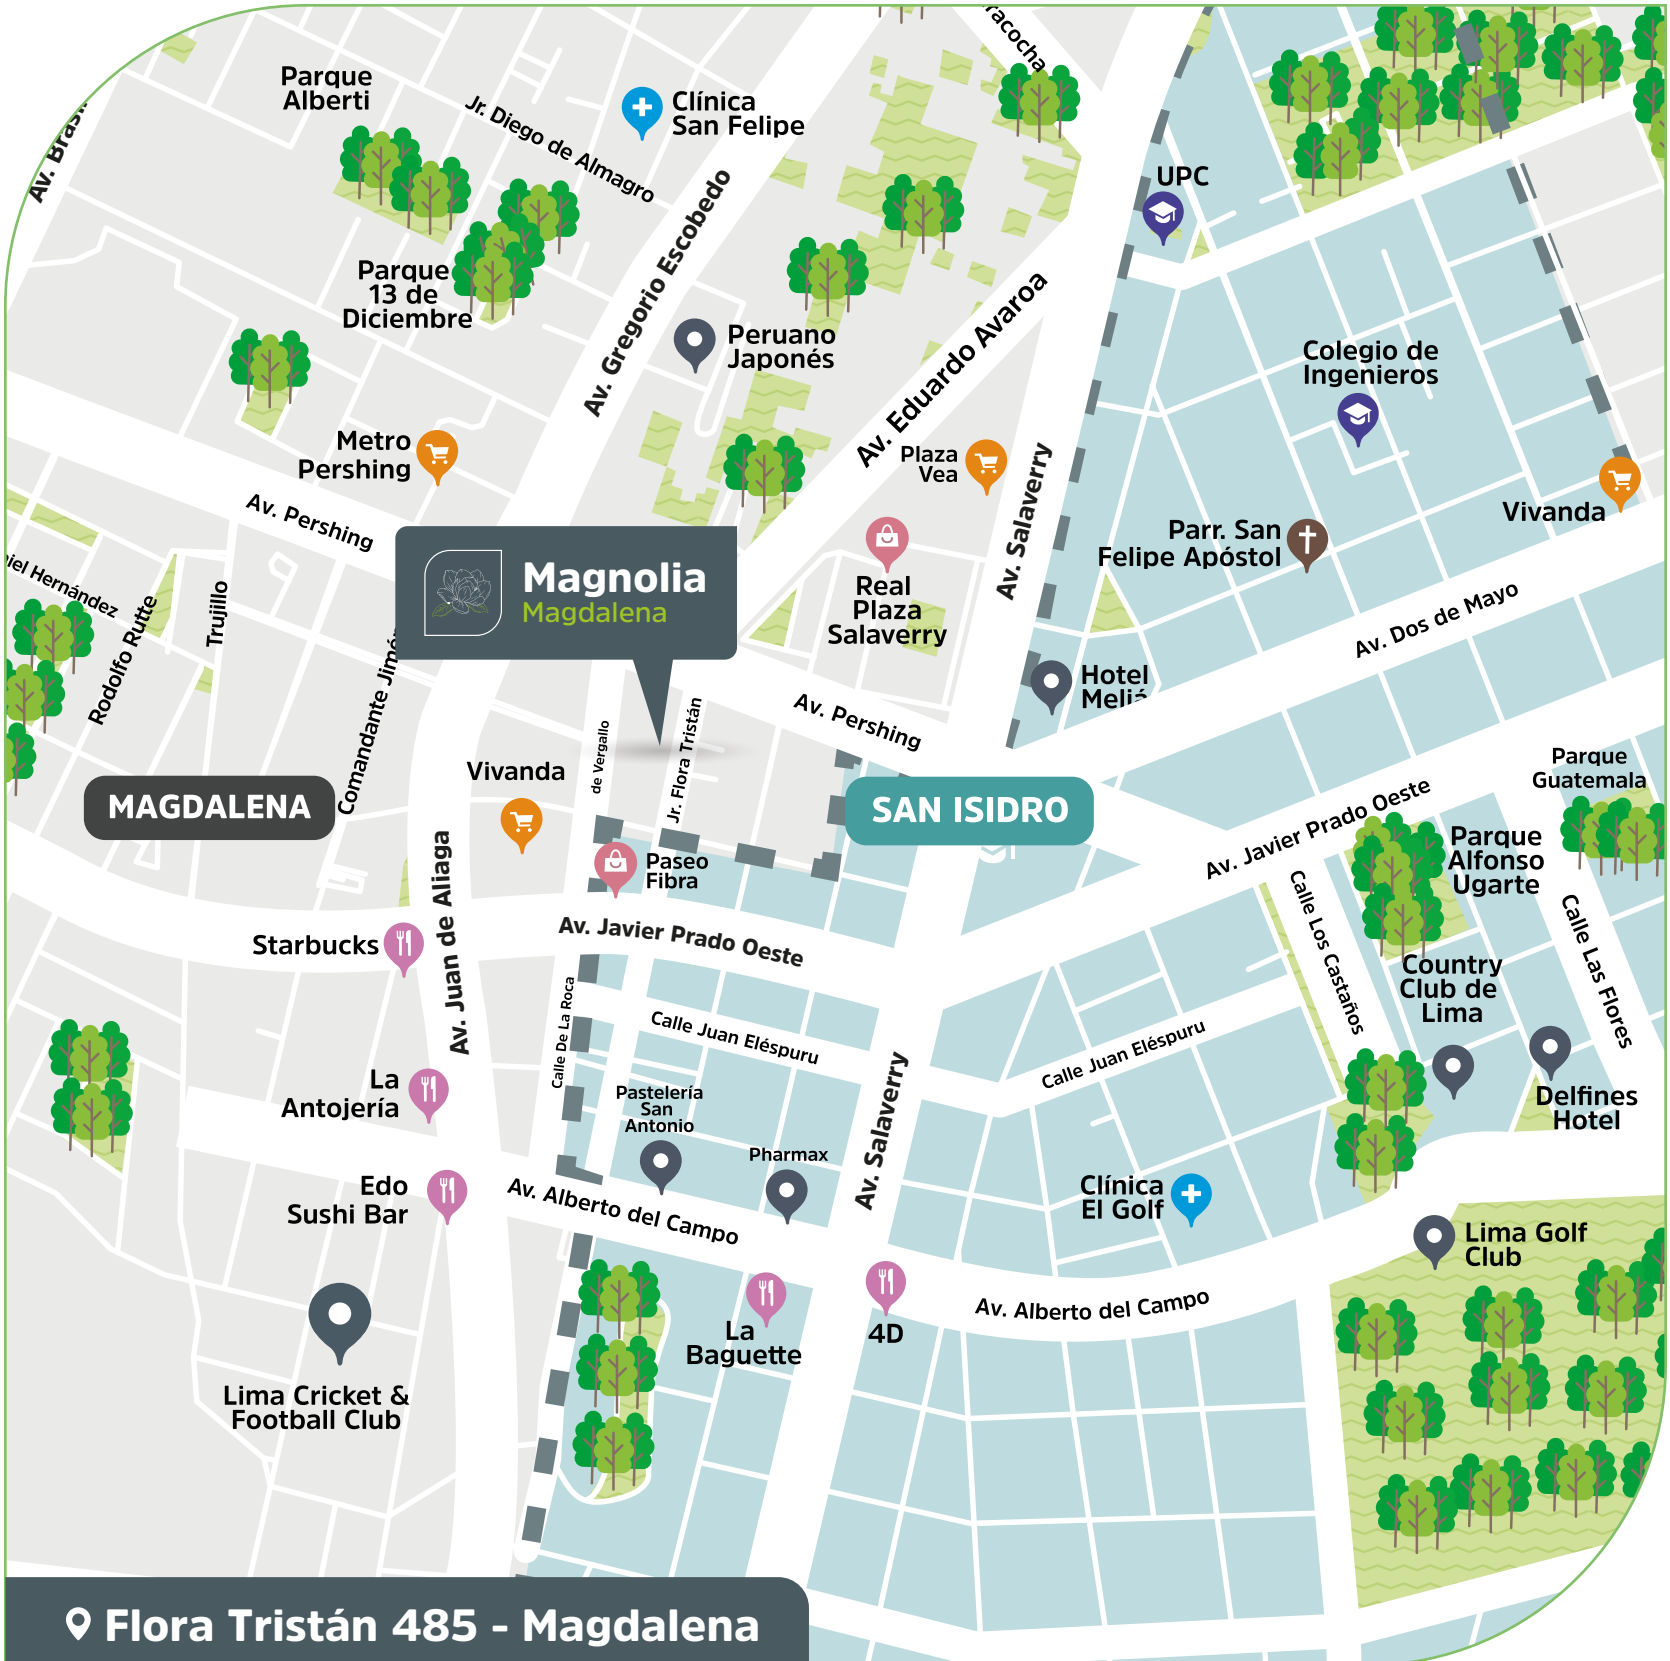 racocha
Parque
Alberti
Jr. Diego de Almagro
Clínica
San Felipe
Av. Brasil
UPC
Av. Gregorio Escobedo
Parque
13 de
Diciembre
Peruano
Japonés
Av. Eduardo Avaroa
Colegio de
Ingenieros
Metro
Pershing
Plaza
Vea
Av. Salaverry
Vivanda
Av. Pershing
Parr. San
Felipe Apóstol
Magnolia
Magdalena
Real
Plaza
Salaverry
iel Hernández
Rodolfo Rutte
Trujillo
Comandante Jimén
Av. Dos de Mayo
Hotel
Meliá
Av. Pershing
de Vergallo
Jr. Flora Tristán
Vivanda
MAGDALENA
SAN ISIDRO
Parque
Guatemala
Av. Javier Prado Oeste
Parque
Alfonso
Ugarte
Paseo
Fibra
Av. Juan de Aliaga
Calle Los Castaños
Calle Las Flores
Starbucks
Av. Javier Prado Oeste
Country
Club de
Lima
Calle De La Roca
Calle Juan Eléspuru
Calle Juan Eléspuru
La
Antojería
Pastelería
San
Antonio
Av. Salaverry
Delfines
Hotel
Pharmax
Edo
Sushi Bar
Av. Alberto del Campo
Clínica
El Golf
Lima Golf
Club
Av. Alberto del Campo
La
Baguette
4D
Lima Cricket &
Football Club
Flora Tristán 485 - Magdalena